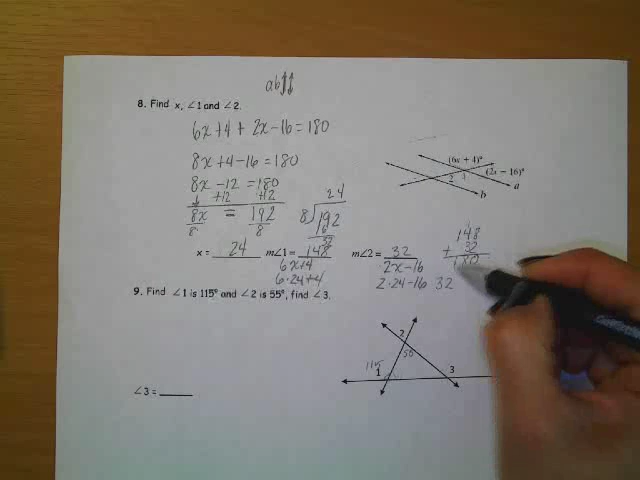 ab
8. Find x, ∠1 and ∠2.
6x+4 + 2x-16 = 180
8x+4-16 = 180
8x-12 = 180
+12 +12
8x = 192
8 8
24
8)192
32
x = 24 m∠1 = 148 m∠2 = 32
6x+4 2x-16
6·24+4 2·24-16 32
(6x + 4)°
(2x - 16)°
2 1
a
b
148
+ 32
180
9. Find ∠1 is 115° and ∠2 is 55°, find ∠3.
∠3 =
2
115
1
3